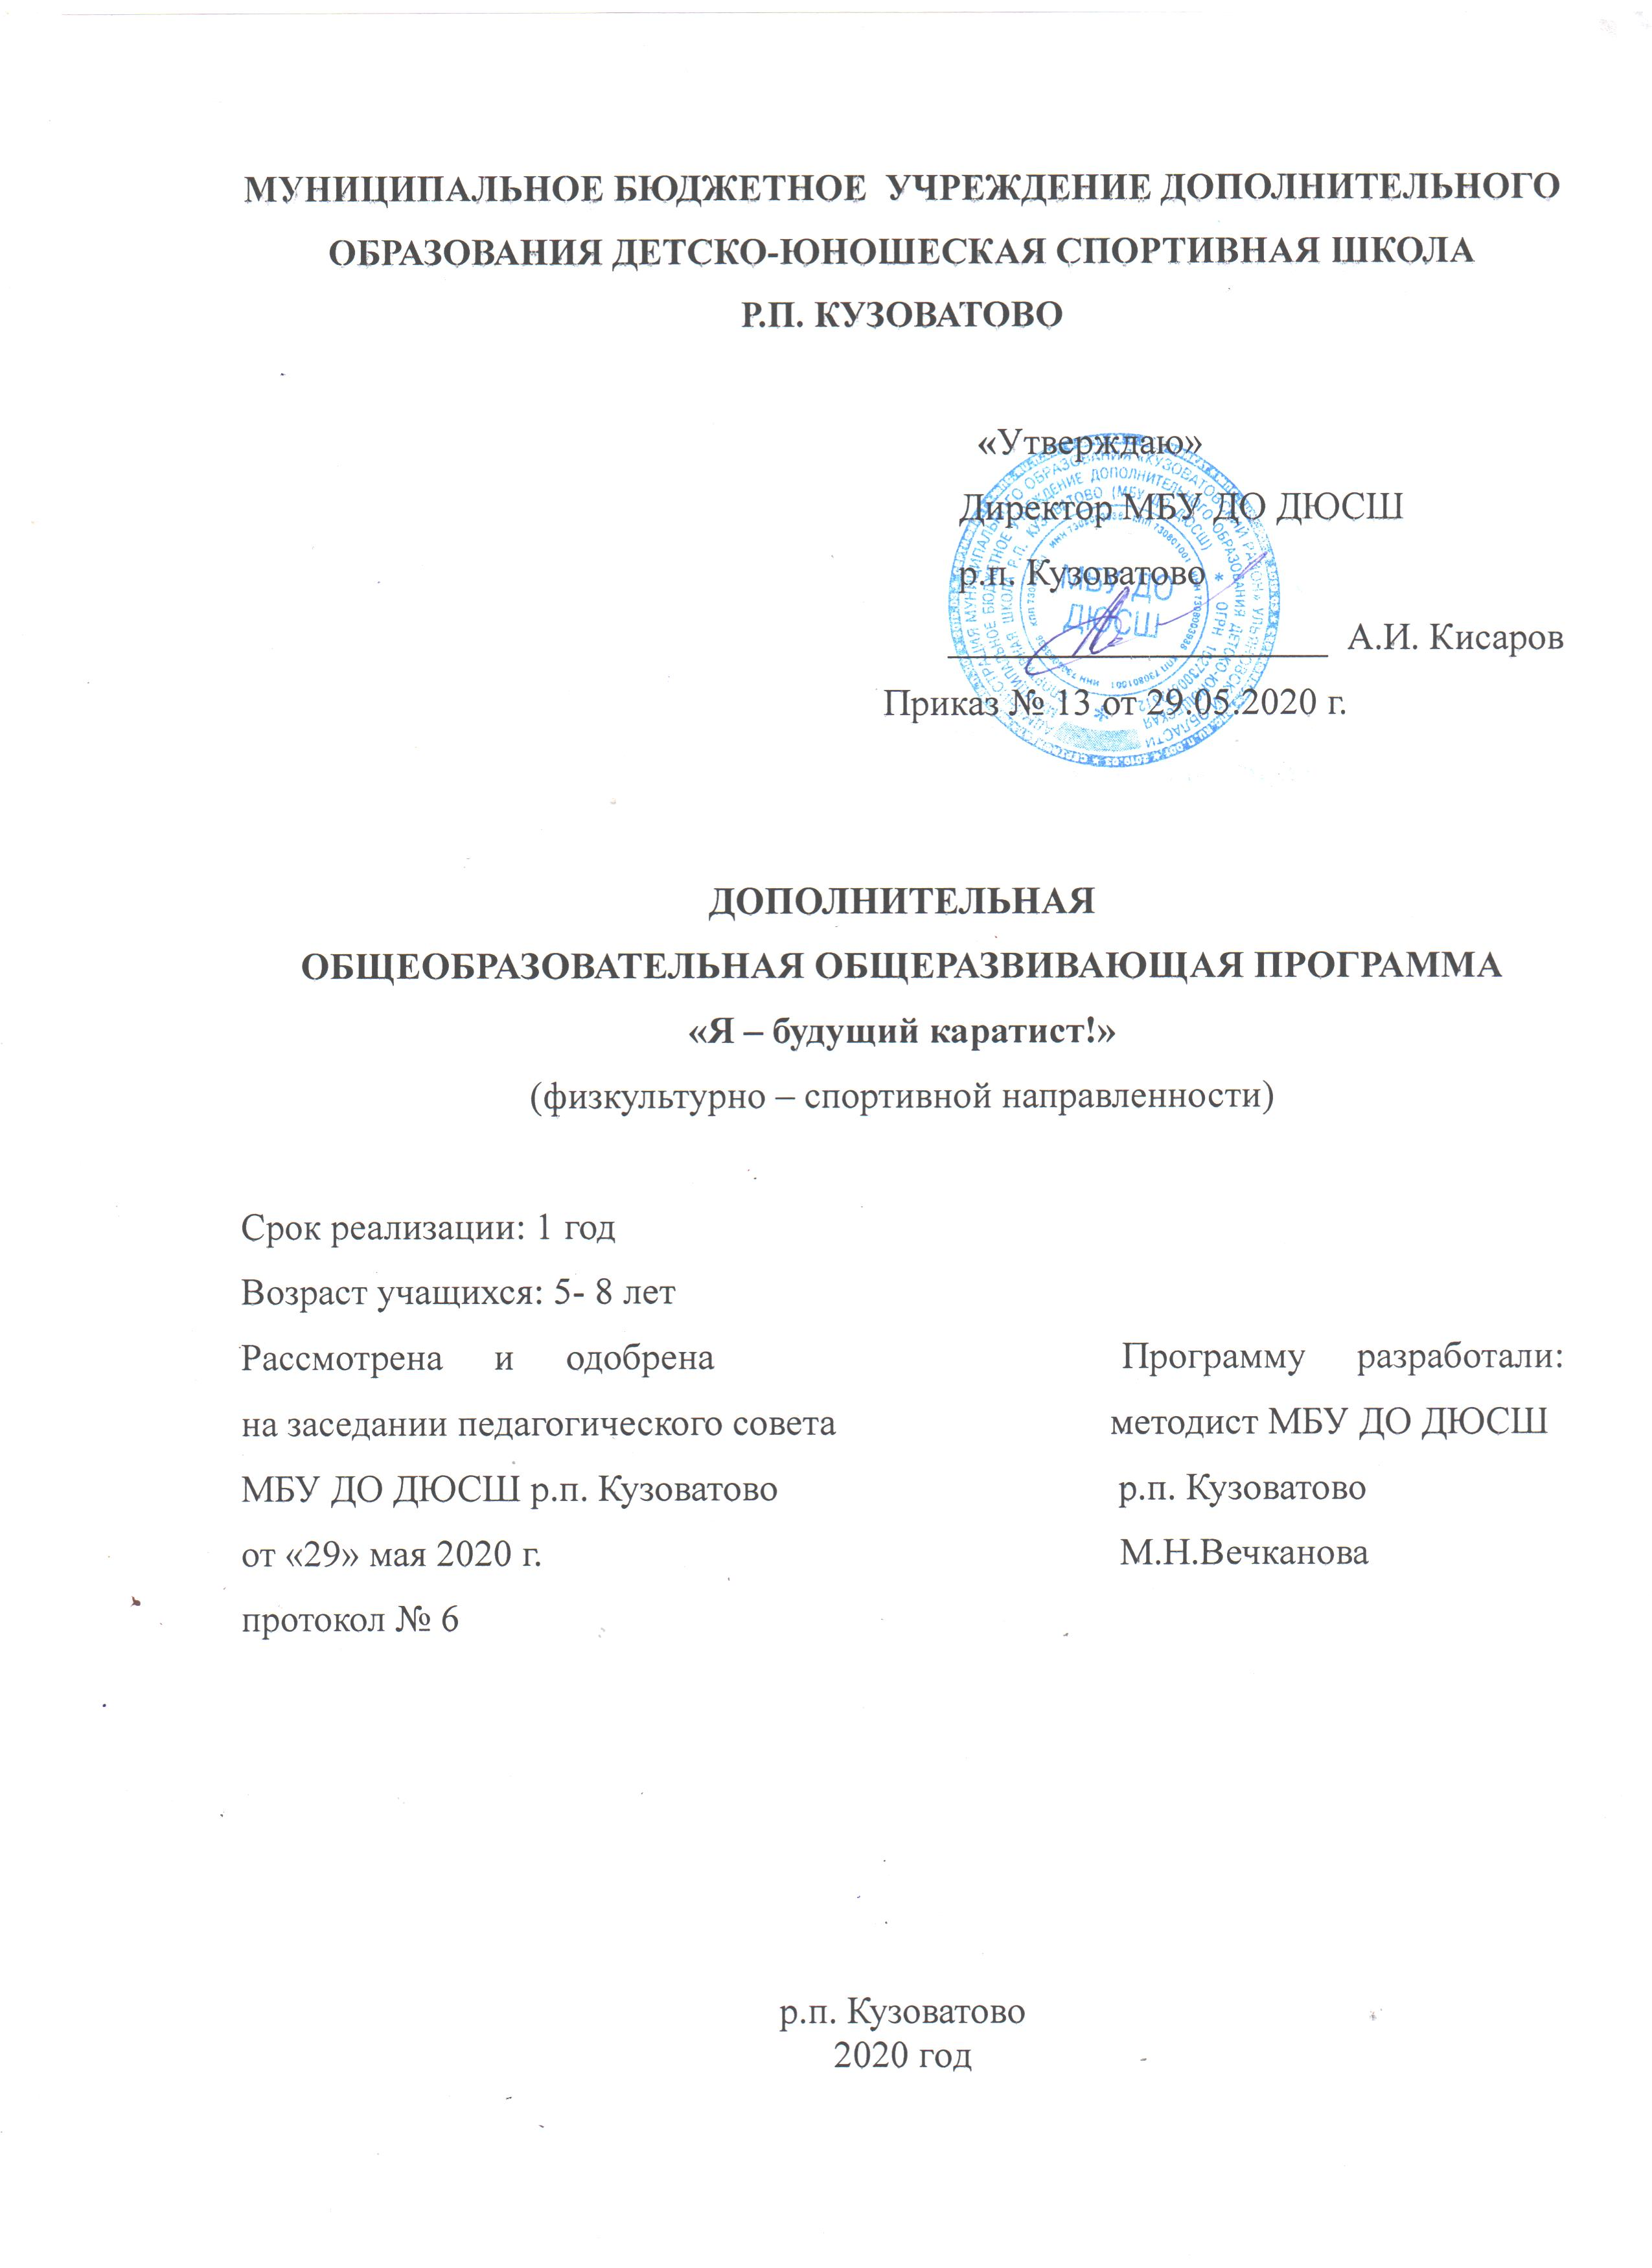 МУНИЦИПАЛЬНОЕ БЮДЖЕТНОЕ  УЧРЕЖДЕНИЕ ДОПОЛНИТЕЛЬНОГО
ОБРАЗОВАНИЯ ДЕТСКО-ЮНОШЕСКАЯ СПОРТИВНАЯ ШКОЛА
Р.П. КУЗОВАТОВО
«Утверждаю»
Директор МБУ ДО ДЮСШ
р.п. Кузоватово
А.И. Кисаров
Приказ № 13 от 29.05.2020 г.
МБУ ДО
ДЮСШ
ДОПОЛНИТЕЛЬНАЯ
ОБЩЕОБРАЗОВАТЕЛЬНАЯ ОБЩЕРАЗВИВАЮЩАЯ ПРОГРАММА
«Я – будущий каратист!»
(физкультурно – спортивной направленности)
Срок реализации: 1 год
Возраст учащихся: 5- 8 лет
Рассмотрена и одобрена Программу разработали:
на заседании педагогического совета методист МБУ ДО ДЮСШ
МБУ ДО ДЮСШ р.п. Кузоватово р.п. Кузоватово
от «29» мая 2020 г. М.Н.Вечканова
протокол № 6
р.п. Кузоватово
2020 год